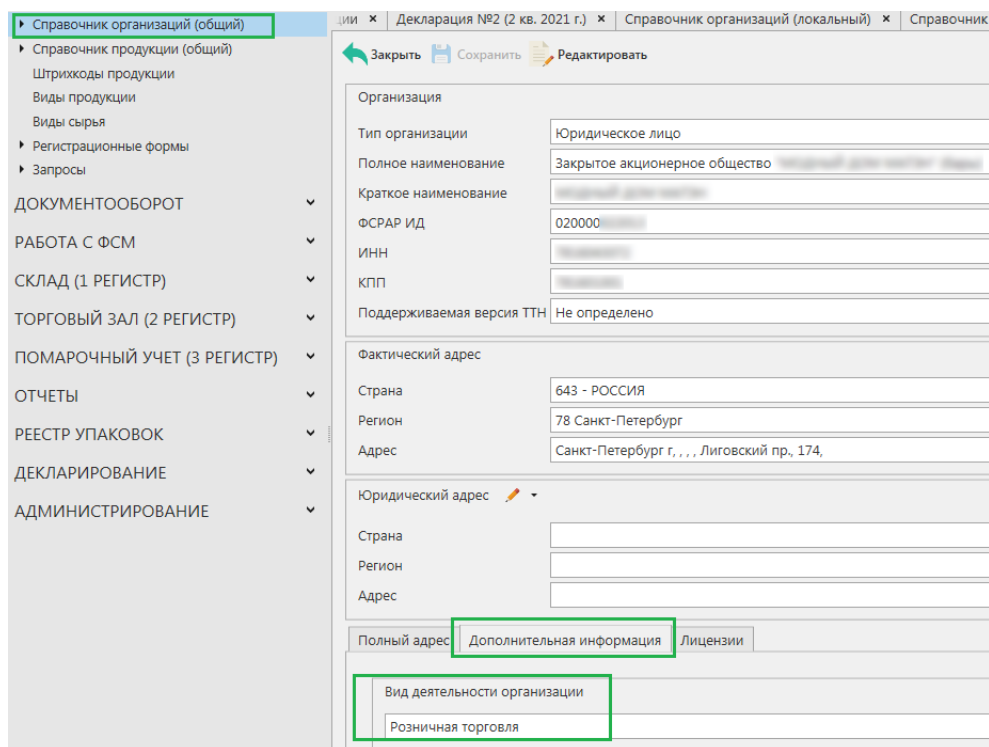 Справочник организаций (общий)
Справочник продукции (общий)
Штрихкоды продукции
Виды продукции
Виды сырья
Регистрационные формы
Запросы
ДОКУМЕНТООБОРОТ
РАБОТА С ФСМ
СКЛАД (1 РЕГИСТР)
ТОРГОВЫЙ ЗАЛ (2 РЕГИСТР)
ПОМАРОЧНЫЙ УЧЕТ (3 РЕГИСТР)
ОТЧЕТЫ
РЕЕСТР УПАКОВОК
ДЕКЛАРИРОВАНИЕ
АДМИНИСТРИРОВАНИЕ
ции × Декларация №2 (2 кв. 2021 г.) × Справочник организаций (локальный) × Справочник
Закрыть Сохранить Редактировать
Организация
Тип организации Юридическое лицо
Полное наименование Закрытое акционерное общество
Краткое наименование
ФСРАР ИД 020000
ИНН
КПП
Поддерживаемая версия ТТН Не определено
Фактический адрес
Страна 643 - РОССИЯ
Регион 78 Санкт-Петербург
Адрес Санкт-Петербург г, , , , Лиговский пр., 174,
Юридический адрес
Страна
Регион
Адрес
Полный адрес Дополнительная информация Лицензии
Вид деятельности организации
Розничная торговля